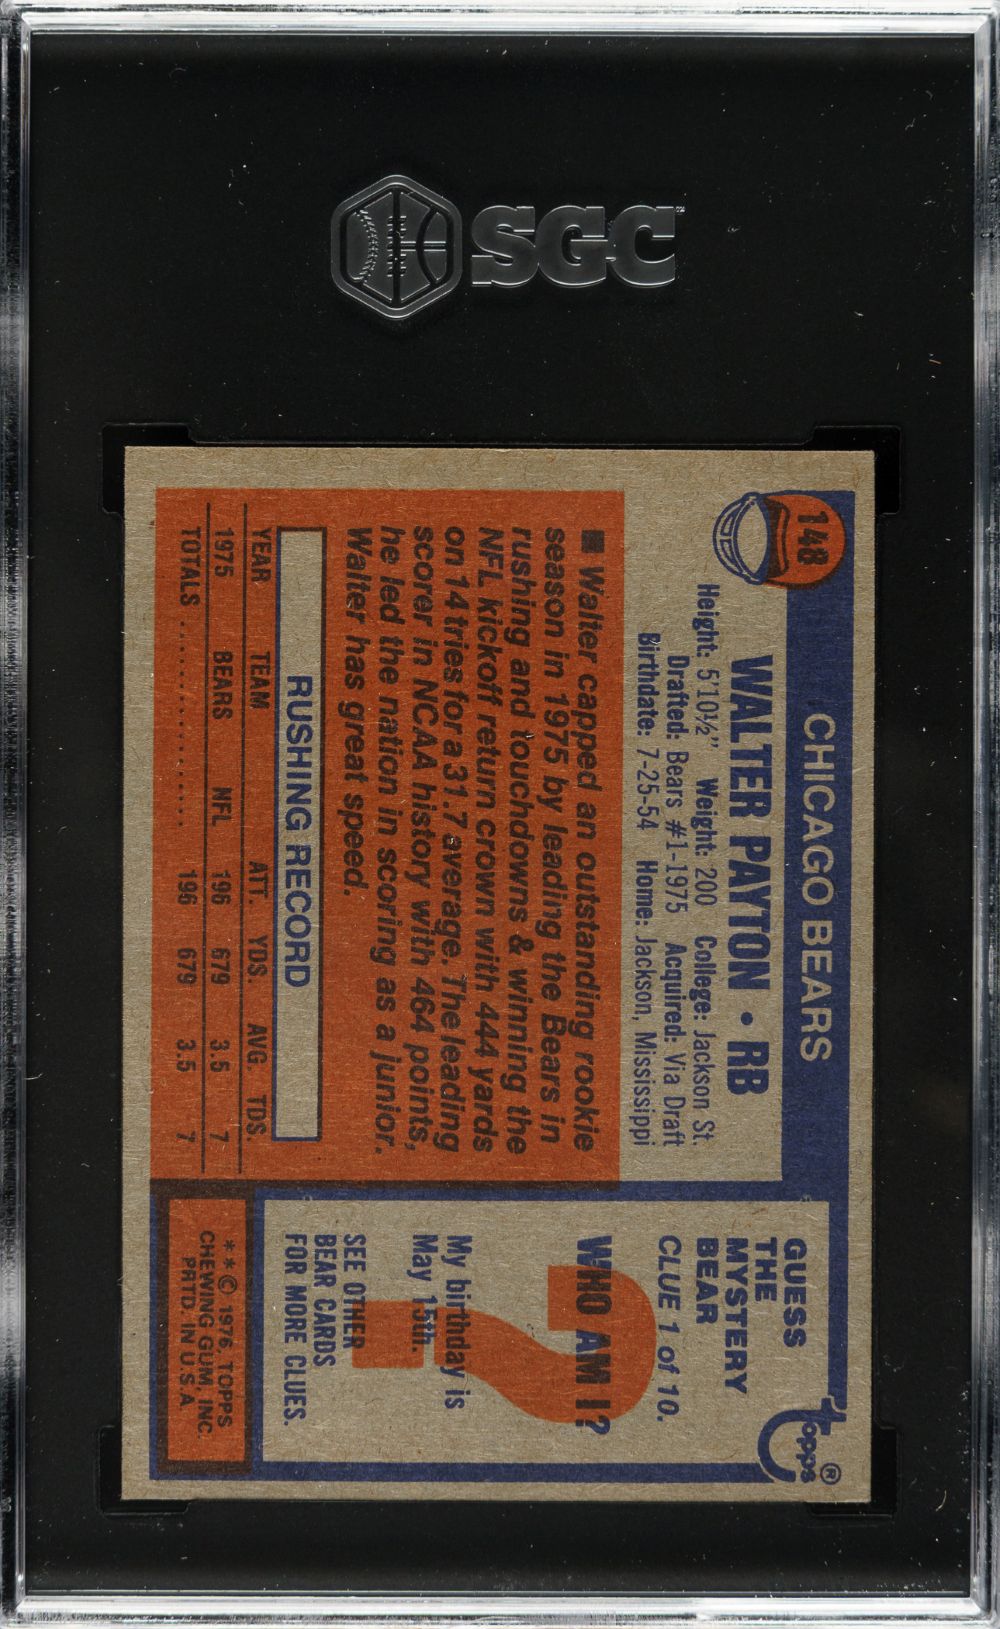 SGC
148
CHICAGO BEARS
WALTER PAYTON • RB
Height: 5'10½" Weight: 200 College: Jackson St.
Drafted: Bears #1-1975 Acquired: Via Draft
Birthdate: 7-25-54 Home: Jackson, Mississippi
■ Walter capped an outstanding rookie
season in 1975 by leading the Bears in
rushing and touchdowns & winning the
NFL kickoff return crown with 444 yards
on 14 tries for a 31.7 average. The leading
scorer in NCAA history with 464 points,
he led the nation in scoring as a junior.
Walter has great speed.
RUSHING RECORD
YEAR TEAM ATT. YDS. AVG. TDS.
1975 BEARS NFL 196 679 3.5 7
TOTALS ................ 196 679 3.5 7
topps®
GUESS
THE
MYSTERY
BEAR
CLUE 1 of 10.
WHO AM I?
?
My birthday is
May 15th.
SEE OTHER
BEAR CARDS
FOR MORE CLUES.
**© 1976, TOPPS
CHEWING GUM, INC.
PRTD. IN U.S.A